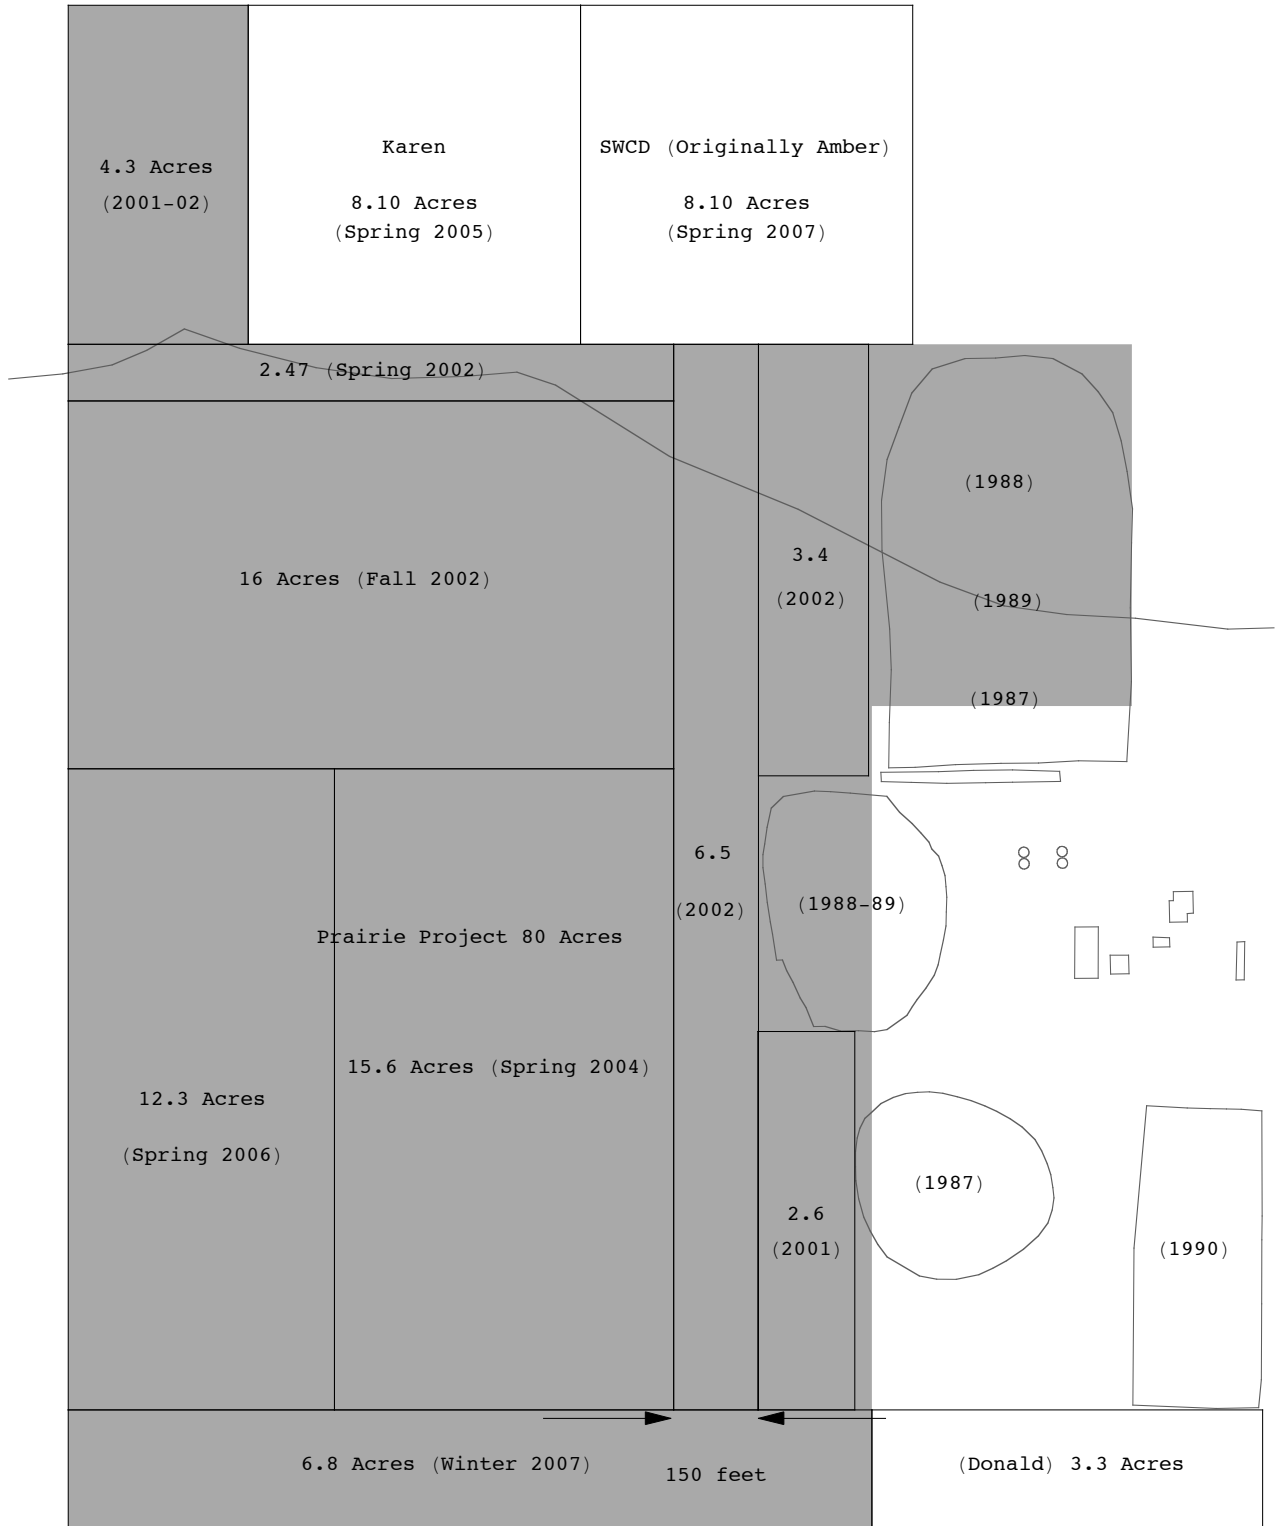 4.3 Acres
(2001-02)
Karen
8.10 Acres
(Spring 2005)
SWCD (Originally Amber)
8.10 Acres
(Spring 2007)
2.47 (Spring 2002)
16 Acres (Fall 2002)
3.4
(2002)
(1988)
(1989)
(1987)
6.5
(2002)
(1988-89)
Prairie Project 80 Acres
15.6 Acres (Spring 2004)
12.3 Acres
(Spring 2006)
2.6
(2001)
(1987)
(1990)
6.8 Acres (Winter 2007)
150 feet
(Donald) 3.3 Acres